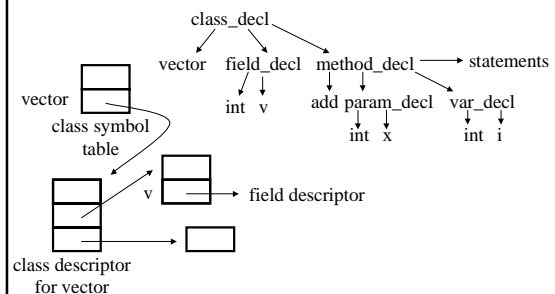 class_decl
vector field_decl method_decl statements
int v add param_decl var_decl
int x int i
vector
class symbol
table
v
field descriptor
class descriptor
for vector